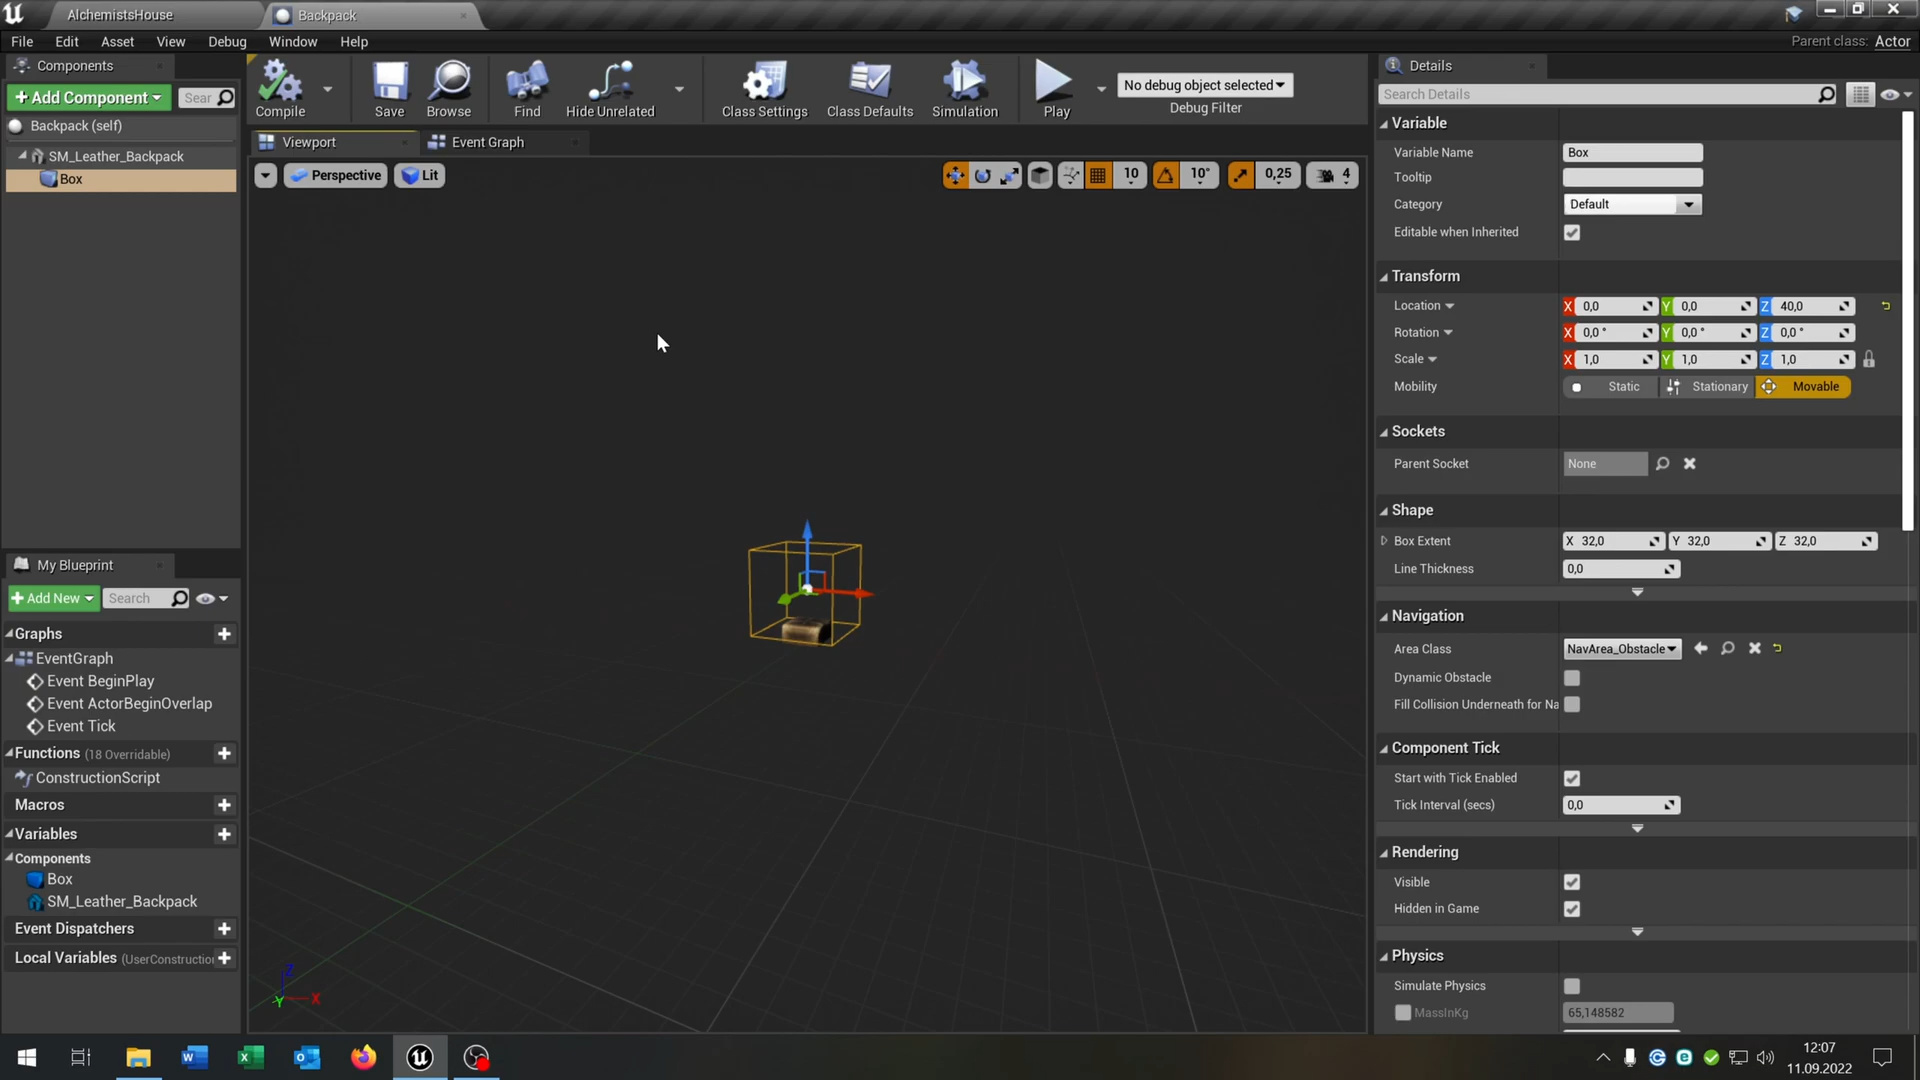 AlchemistsHouse
Backpack
File Edit Asset View Debug Window Help
Parent class: Actor
Components
+ Add Component
Sear
Backpack (self)
SM_Leather_Backpack
Box
Compile
Save
Browse
Find
Hide Unrelated
Class Settings
Class Defaults
Simulation
Play
No debug object selected
Debug Filter
Viewport
Event Graph
Perspective
Lit
10
10°
0,25
4
X
Y
Z
My Blueprint
+ Add New
Search
Graphs
EventGraph
Event BeginPlay
Event ActorBeginOverlap
Event Tick
Functions (18 Overridable)
ConstructionScript
Macros
Variables
Components
Box
SM_Leather_Backpack
Event Dispatchers
Local Variables (UserConstructio
Details
Search Details
Variable
Variable Name Box
Tooltip
Category Default
Editable when Inherited
Transform
Location X 0,0 Y 0,0 Z 40,0
Rotation X 0,0 ° Y 0,0 ° Z 0,0 °
Scale X 1,0 Y 1,0 Z 1,0
Mobility Static Stationary Movable
Sockets
Parent Socket None
Shape
Box Extent X 32,0 Y 32,0 Z 32,0
Line Thickness 0,0
Navigation
Area Class NavArea_Obstacle
Dynamic Obstacle
Fill Collision Underneath for Na
Component Tick
Start with Tick Enabled
Tick Interval (secs) 0,0
Rendering
Visible
Hidden in Game
Physics
Simulate Physics
MassInKg 65,148582
12:07
11.09.2022